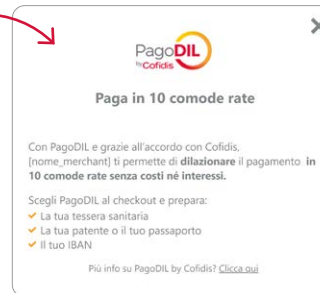 PagoDIL
by Cofidis
Paga in 10 comode rate
Con PagoDIL e grazie all'accordo con Cofidis,
[nome_merchant] ti permette di dilazionare il pagamento in
10 comode rate senza costi né interessi.
Scegli PagoDIL al checkout e prepara:
La tua tessera sanitaria
La tua patente o il tuo passaporto
Il tuo IBAN
Più info su PagoDIL by Cofidis? Clicca qui